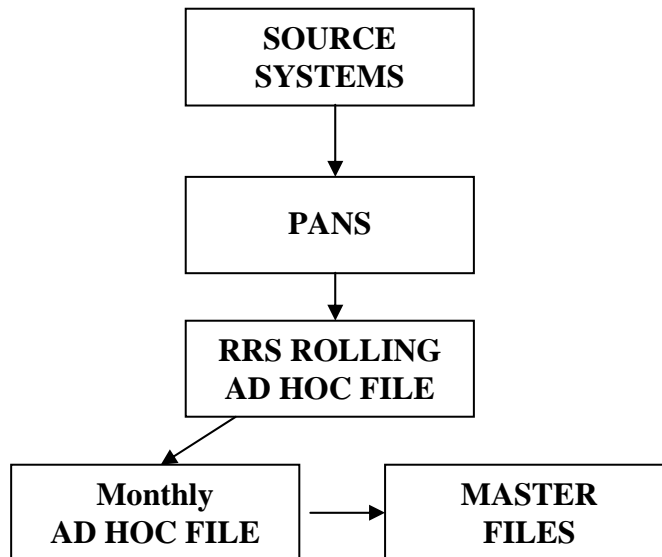 SOURCE
SYSTEMS
PANS
RRS ROLLING
AD HOC FILE
Monthly
AD HOC FILE
MASTER
FILES